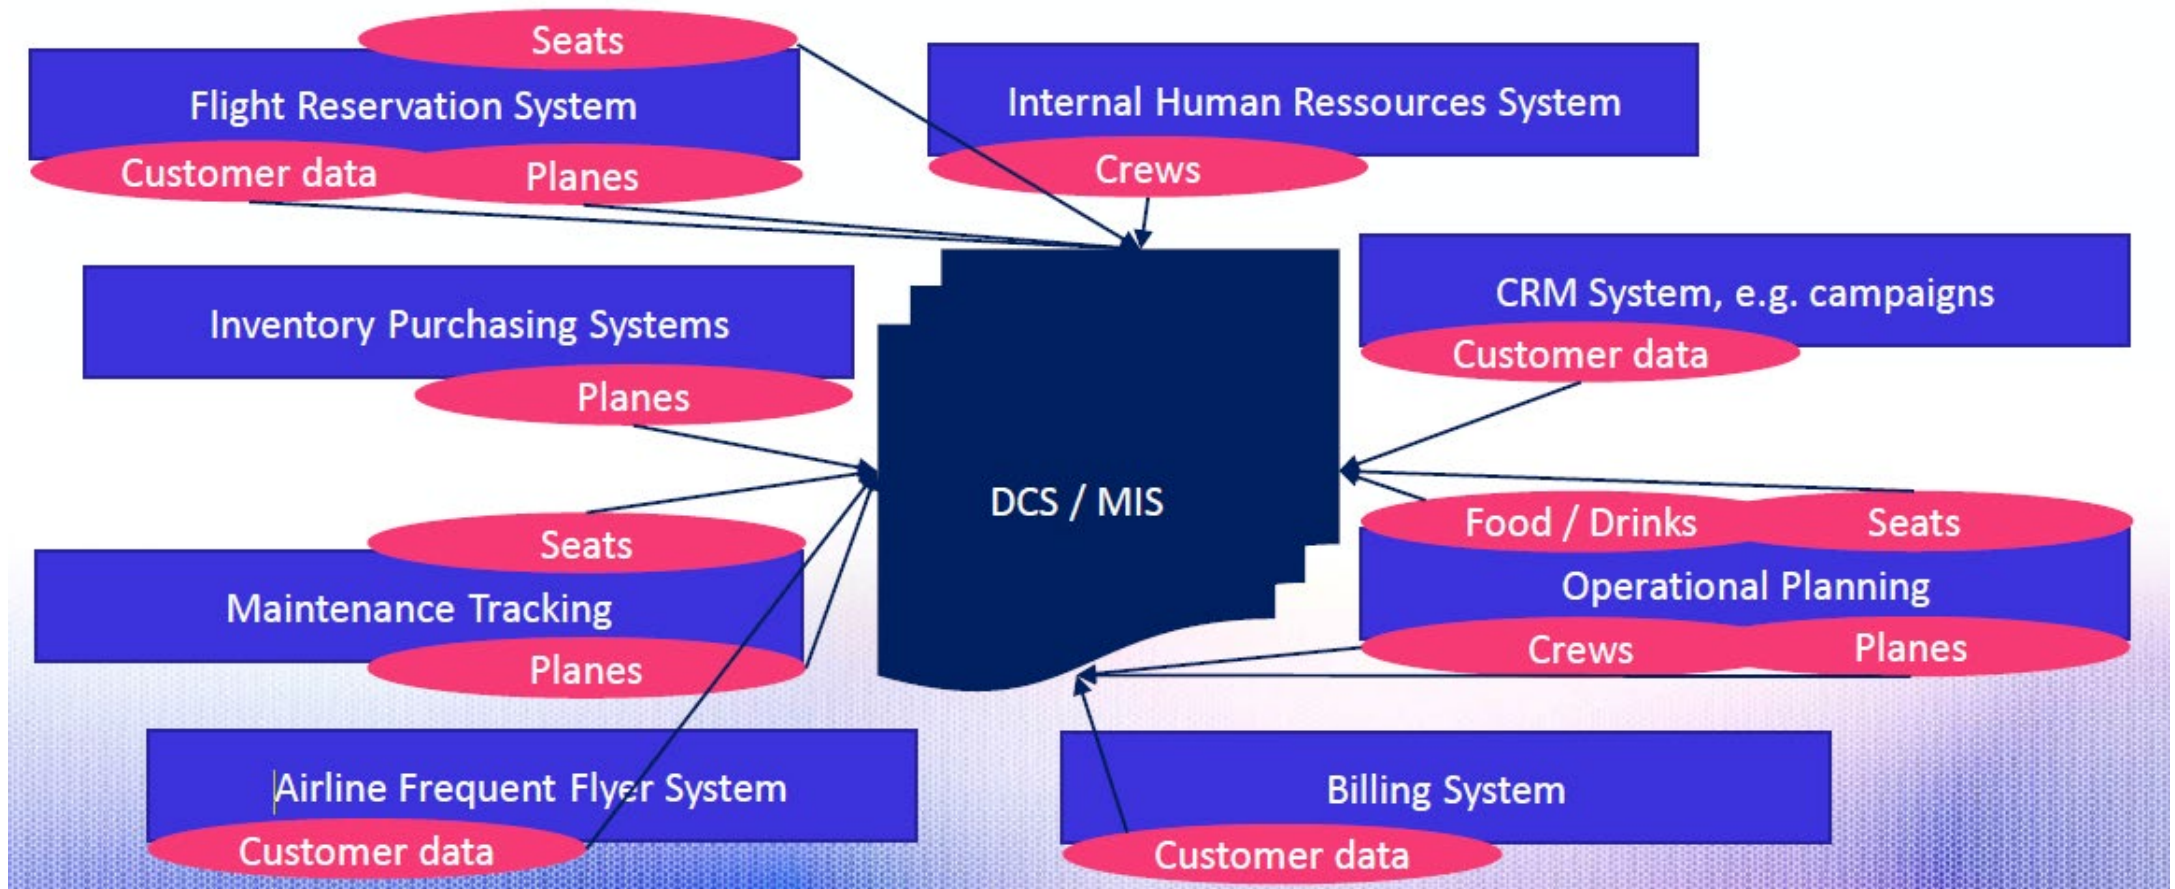 Seats
Flight Reservation System
Customer data
Planes
Internal Human Ressources System
Crews
Inventory Purchasing Systems
Planes
CRM System, e.g. campaigns
Customer data
DCS / MIS
Seats
Maintenance Tracking
Planes
Food / Drinks
Seats
Operational Planning
Crews
Planes
Airline Frequent Flyer System
Customer data
Billing System
Customer data